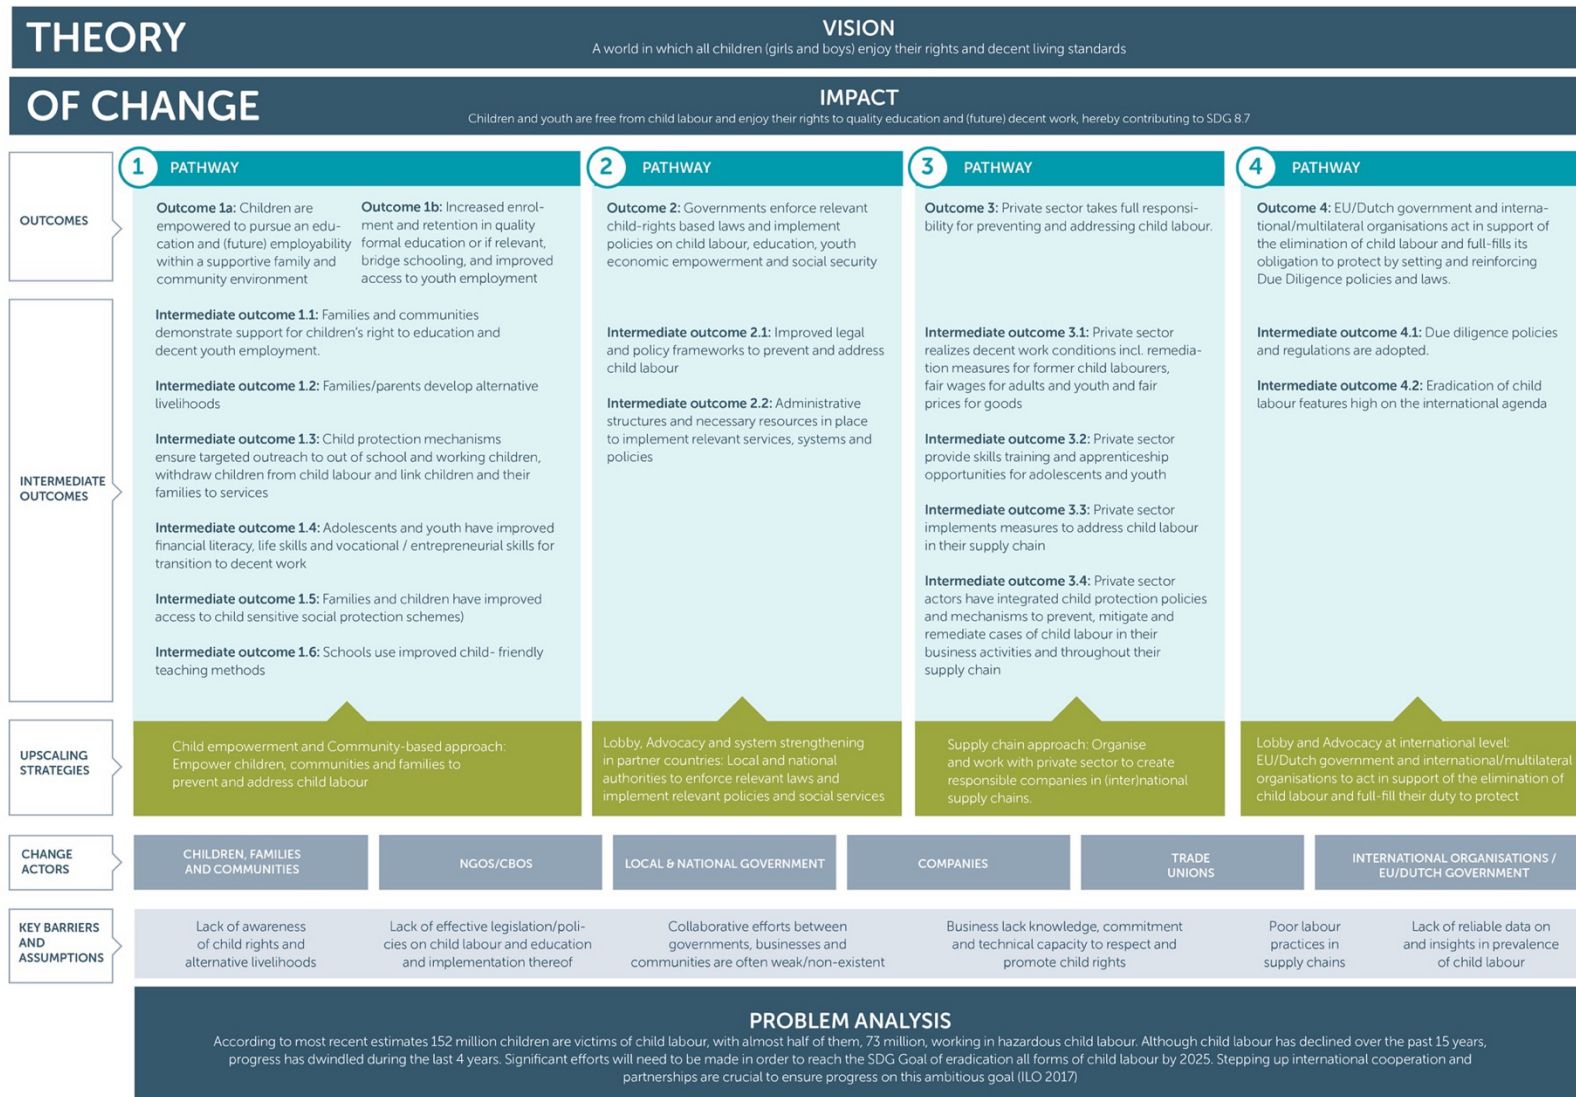 THEORY
VISION
A world in which all children (girls and boys) enjoy their rights and decent living standards
OF CHANGE
IMPACT
Children and youth are free from child labour and enjoy their rights to quality education and (future) decent work, hereby contributing to SDG 8.7
OUTCOMES
1 PATHWAY
Outcome 1a: Children are
empowered to pursue an edu-
cation and (future) employability
within a supportive family and
community environment
Outcome 1b: Increased enrol-
ment and retention in quality
formal education or if relevant,
bridge schooling, and improved
access to youth employment
2 PATHWAY
Outcome 2: Governments enforce relevant
child-rights based laws and implement
policies on child labour, education, youth
economic empowerment and social security
3 PATHWAY
Outcome 3: Private sector takes full responsi-
bility for preventing and addressing child labour.
4 PATHWAY
Outcome 4: EU/Dutch government and interna-
tional/multilateral organisations act in support of
the elimination of child labour and full-fills its
obligation to protect by setting and reinforcing
Due Diligence policies and laws.
INTERMEDIATE
OUTCOMES
Intermediate outcome 1.1: Families and communities
demonstrate support for children's right to education and
decent youth employment.
Intermediate outcome 1.2: Families/parents develop alternative
livelihoods
Intermediate outcome 1.3: Child protection mechanisms
ensure targeted outreach to out of school and working children,
withdraw children from child labour and link children and their
families to services
Intermediate outcome 1.4: Adolescents and youth have improved
financial literacy, life skills and vocational / entrepreneurial skills for
transition to decent work
Intermediate outcome 1.5: Families and children have improved
access to child sensitive social protection schemes)
Intermediate outcome 1.6: Schools use improved child- friendly
teaching methods
Intermediate outcome 2.1: Improved legal
and policy frameworks to prevent and address
child labour
Intermediate outcome 2.2: Administrative
structures and necessary resources in place
to implement relevant services, systems and
policies
Intermediate outcome 3.1: Private sector
realizes decent work conditions incl. remedia-
tion measures for former child labourers,
fair wages for adults and youth and fair
prices for goods
Intermediate outcome 3.2: Private sector
provide skills training and apprenticeship
opportunities for adolescents and youth
Intermediate outcome 3.3: Private sector
implements measures to address child labour
in their supply chain
Intermediate outcome 3.4: Private sector
actors have integrated child protection policies
and mechanisms to prevent, mitigate and
remediate cases of child labour in their
business activities and throughout their
supply chain
Intermediate outcome 4.1: Due diligence policies
and regulations are adopted.
Intermediate outcome 4.2: Eradication of child
labour features high on the international agenda
UPSCALING
STRATEGIES
Child empowerment and Community-based approach:
Empower children, communities and families to
prevent and address child labour
Lobby, Advocacy and system strengthening
in partner countries: Local and national
authorities to enforce relevant laws and
implement relevant policies and social services
Supply chain approach: Organise
and work with private sector to create
responsible companies in (inter)national
supply chains.
Lobby and Advocacy at international level:
EU/Dutch government and international/multilateral
organisations to act in support of the elimination of
child labour and full-fill their duty to protect
CHANGE
ACTORS
CHILDREN, FAMILIES
AND COMMUNITIES
NGOS/CBOS
LOCAL & NATIONAL GOVERNMENT
COMPANIES
TRADE
UNIONS
INTERNATIONAL ORGANISATIONS /
EU/DUTCH GOVERNMENT
KEY BARRIERS
AND
ASSUMPTIONS
Lack of awareness
of child rights and
alternative livelihoods
Lack of effective legislation/poli-
cies on child labour and education
and implementation thereof
Collaborative efforts between
governments, businesses and
communities are often weak/non-existent
Business lack knowledge, commitment
and technical capacity to respect and
promote child rights
Poor labour
practices in
supply chains
Lack of reliable data on
and insights in prevalence
of child labour
PROBLEM ANALYSIS
According to most recent estimates 152 million children are victims of child labour, with almost half of them, 73 million, working in hazardous child labour. Although child labour has declined over the past 15 years,
progress has dwindled during the last 4 years. Significant efforts will need to be made in order to reach the SDG Goal of eradication all forms of child labour by 2025. Stepping up international cooperation and
partnerships are crucial to ensure progress on this ambitious goal (ILO 2017)